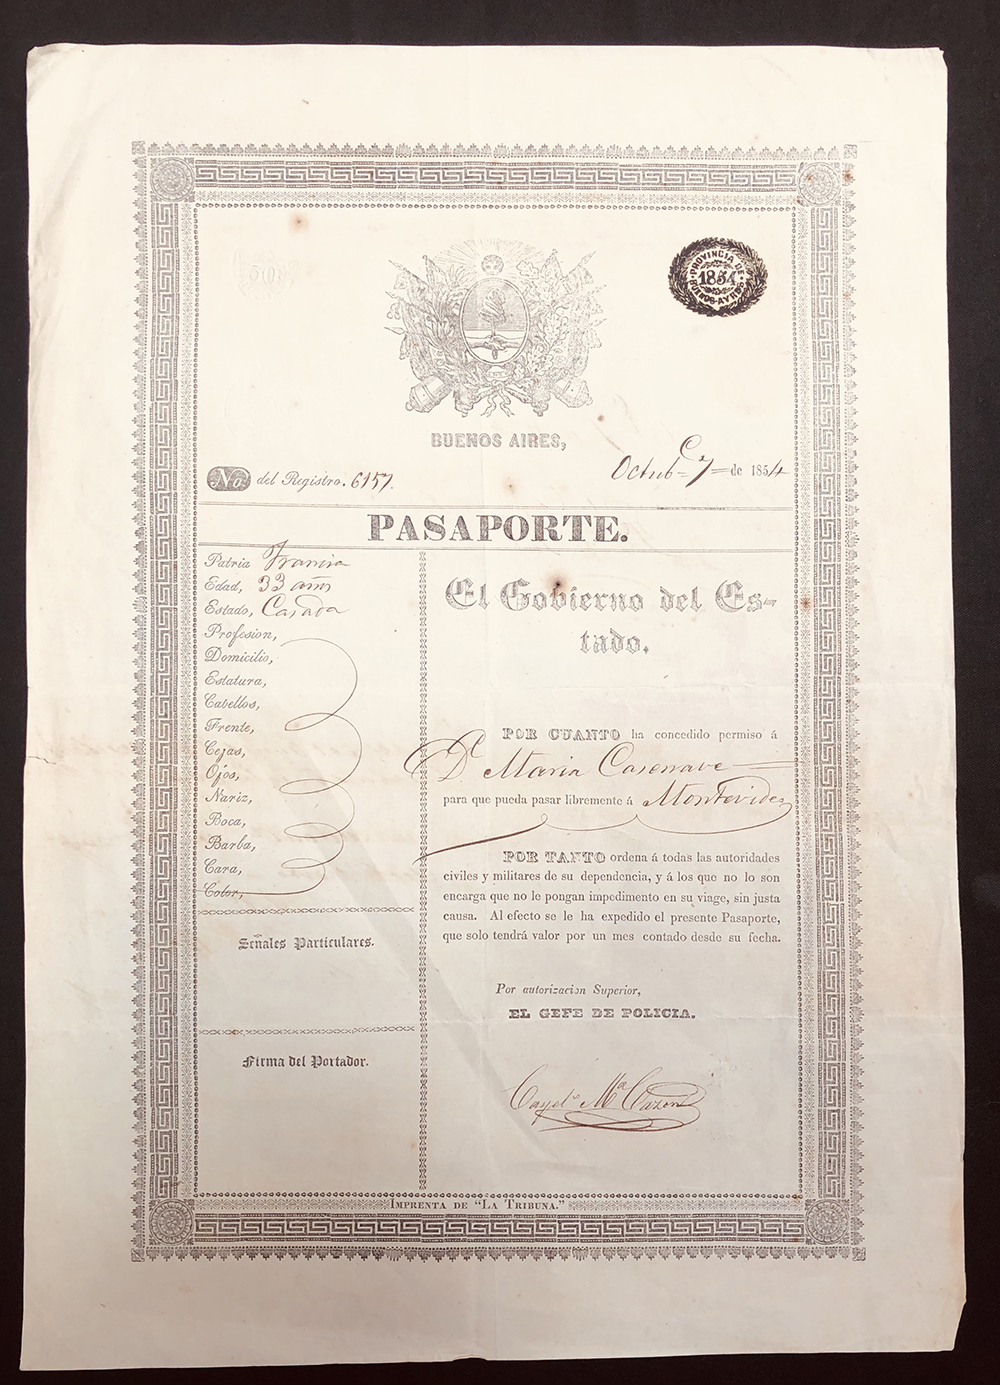 PROVINCIA DE
1854
BUENOS-AYRES
BUENOS AIRES,
Octub.e 7 de 1854
No. del Registro. 6157.
PASAPORTE.
Patria Francia
Edad, 33 años
Estado, Casada
Profesion,
Domicilio,
Estatura,
Cabellos,
Frente,
Cejas,
Ojos,
Nariz,
Boca,
Barba,
Cara,
Color,
Señales Particulares.
Firma del Portador.
El Gobierno del Es-
tado.
POR CUANTO ha concedido permiso á
Da. Maria Casenave
para que pueda pasar libremente á Montevideo
POR TANTO ordena á todas las autoridades
civiles y militares de su dependencia, y á los que no lo son
encarga que no le pongan impedimento en su viage, sin justa
causa. Al efecto se le ha expedido el presente Pasaporte,
que solo tendrá valor por un mes contado desde su fecha.
Por autorizacion Superior,
EL GEFE DE POLICIA.
Cayeto. Ma. Cazon
IMPRENTA DE "LA TRIBUNA."